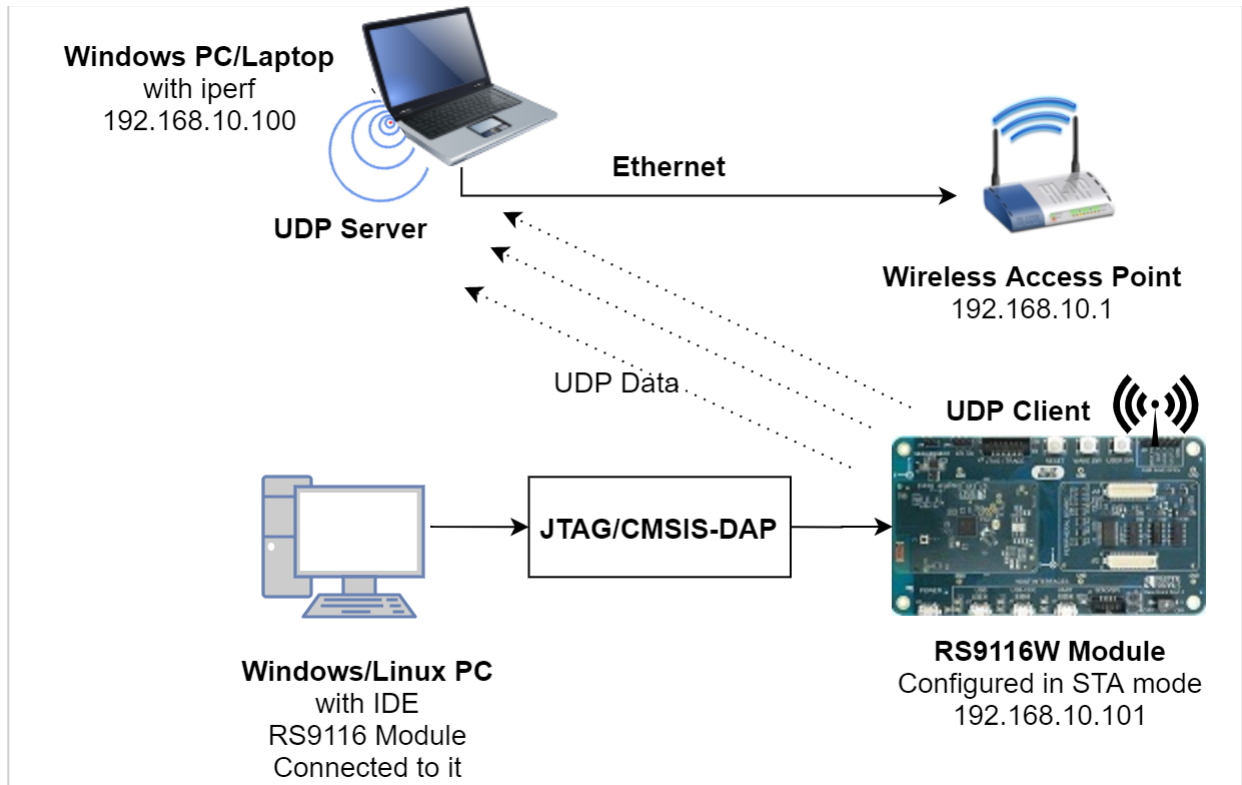 Windows PC/Laptop
with iperf
192.168.10.100
UDP Server
Ethernet
Wireless Access Point
192.168.10.1
UDP Data
UDP Client
JTAG/CMSIS-DAP
Windows/Linux PC
with IDE
RS9116 Module
Connected to it
RS9116W Module
Configured in STA mode
192.168.10.101